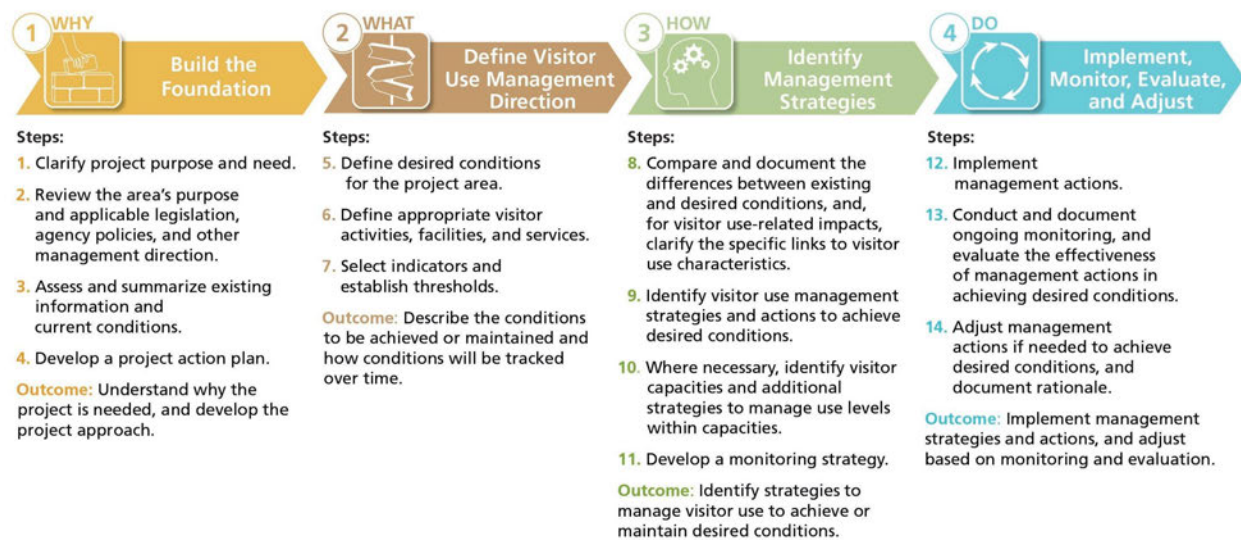 1 WHY
Build the
Foundation
Steps:
1. Clarify project purpose and need.
2. Review the area's purpose
and applicable legislation,
agency policies, and other
management direction.
3. Assess and summarize existing
information and
current conditions.
4. Develop a project action plan.
Outcome: Understand why the
project is needed, and develop the
project approach.
2 WHAT
Define Visitor
Use Management
Direction
Steps:
5. Define desired conditions
for the project area.
6. Define appropriate visitor
activities, facilities, and services.
7. Select indicators and
establish thresholds.
Outcome: Describe the conditions
to be achieved or maintained and
how conditions will be tracked
over time.
3 HOW
Identify
Management
Strategies
Steps:
8. Compare and document the
differences between existing
and desired conditions, and,
for visitor use-related impacts,
clarify the specific links to visitor
use characteristics.
9. Identify visitor use management
strategies and actions to achieve
desired conditions.
10. Where necessary, identify visitor
capacities and additional
strategies to manage use levels
within capacities.
11. Develop a monitoring strategy.
Outcome: Identify strategies to
manage visitor use to achieve or
maintain desired conditions.
4 DO
Implement,
Monitor, Evaluate,
and Adjust
Steps:
12. Implement
management actions.
13. Conduct and document
ongoing monitoring, and
evaluate the effectiveness
of management actions in
achieving desired conditions.
14. Adjust management
actions if needed to achieve
desired conditions, and
document rationale.
Outcome: Implement management
strategies and actions, and adjust
based on monitoring and evaluation.